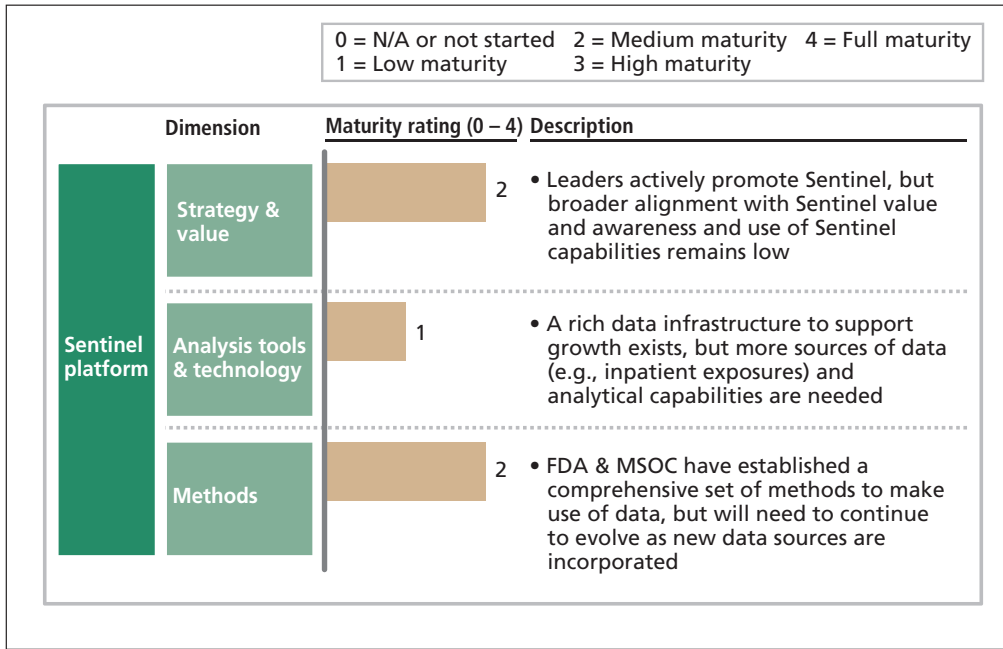 0 = N/A or not started 2 = Medium maturity 4 = Full maturity
1 = Low maturity 3 = High maturity
Dimension Maturity rating (0 – 4) Description
Sentinel
platform
Strategy &
value
2
• Leaders actively promote Sentinel, but
broader alignment with Sentinel value
and awareness and use of Sentinel
capabilities remains low
Analysis tools
& technology
1
• A rich data infrastructure to support
growth exists, but more sources of data
(e.g., inpatient exposures) and
analytical capabilities are needed
Methods
2
• FDA & MSOC have established a
comprehensive set of methods to make
use of data, but will need to continue
to evolve as new data sources are
incorporated